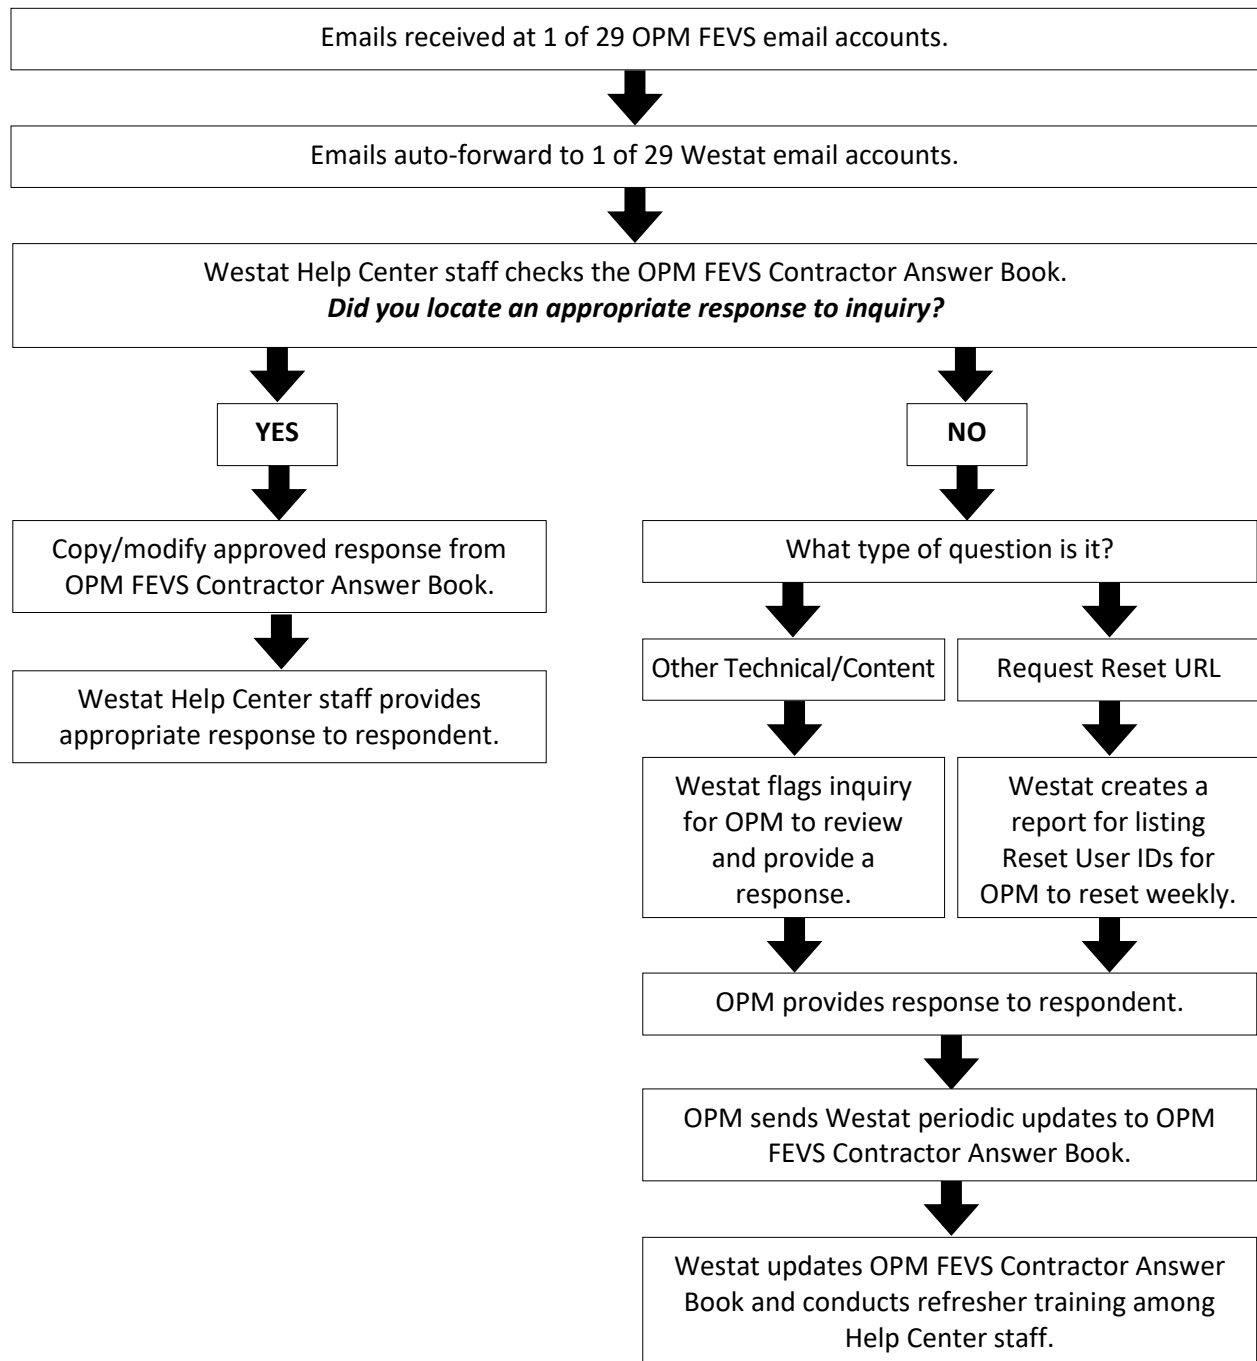 Emails received at 1 of 29 OPM FEVS email accounts.
Emails auto-forward to 1 of 29 Westat email accounts.
Westat Help Center staff checks the OPM FEVS Contractor Answer Book.
Did you locate an appropriate response to inquiry?
YES
NO
Copy/modify approved response from
OPM FEVS Contractor Answer Book.
Westat Help Center staff provides
appropriate response to respondent.
What type of question is it?
Other Technical/Content
Request Reset URL
Westat flags inquiry
for OPM to review
and provide a
response.
Westat creates a
report for listing
Reset User IDs for
OPM to reset weekly.
OPM provides response to respondent.
OPM sends Westat periodic updates to OPM
FEVS Contractor Answer Book.
Westat updates OPM FEVS Contractor Answer
Book and conducts refresher training among
Help Center staff.